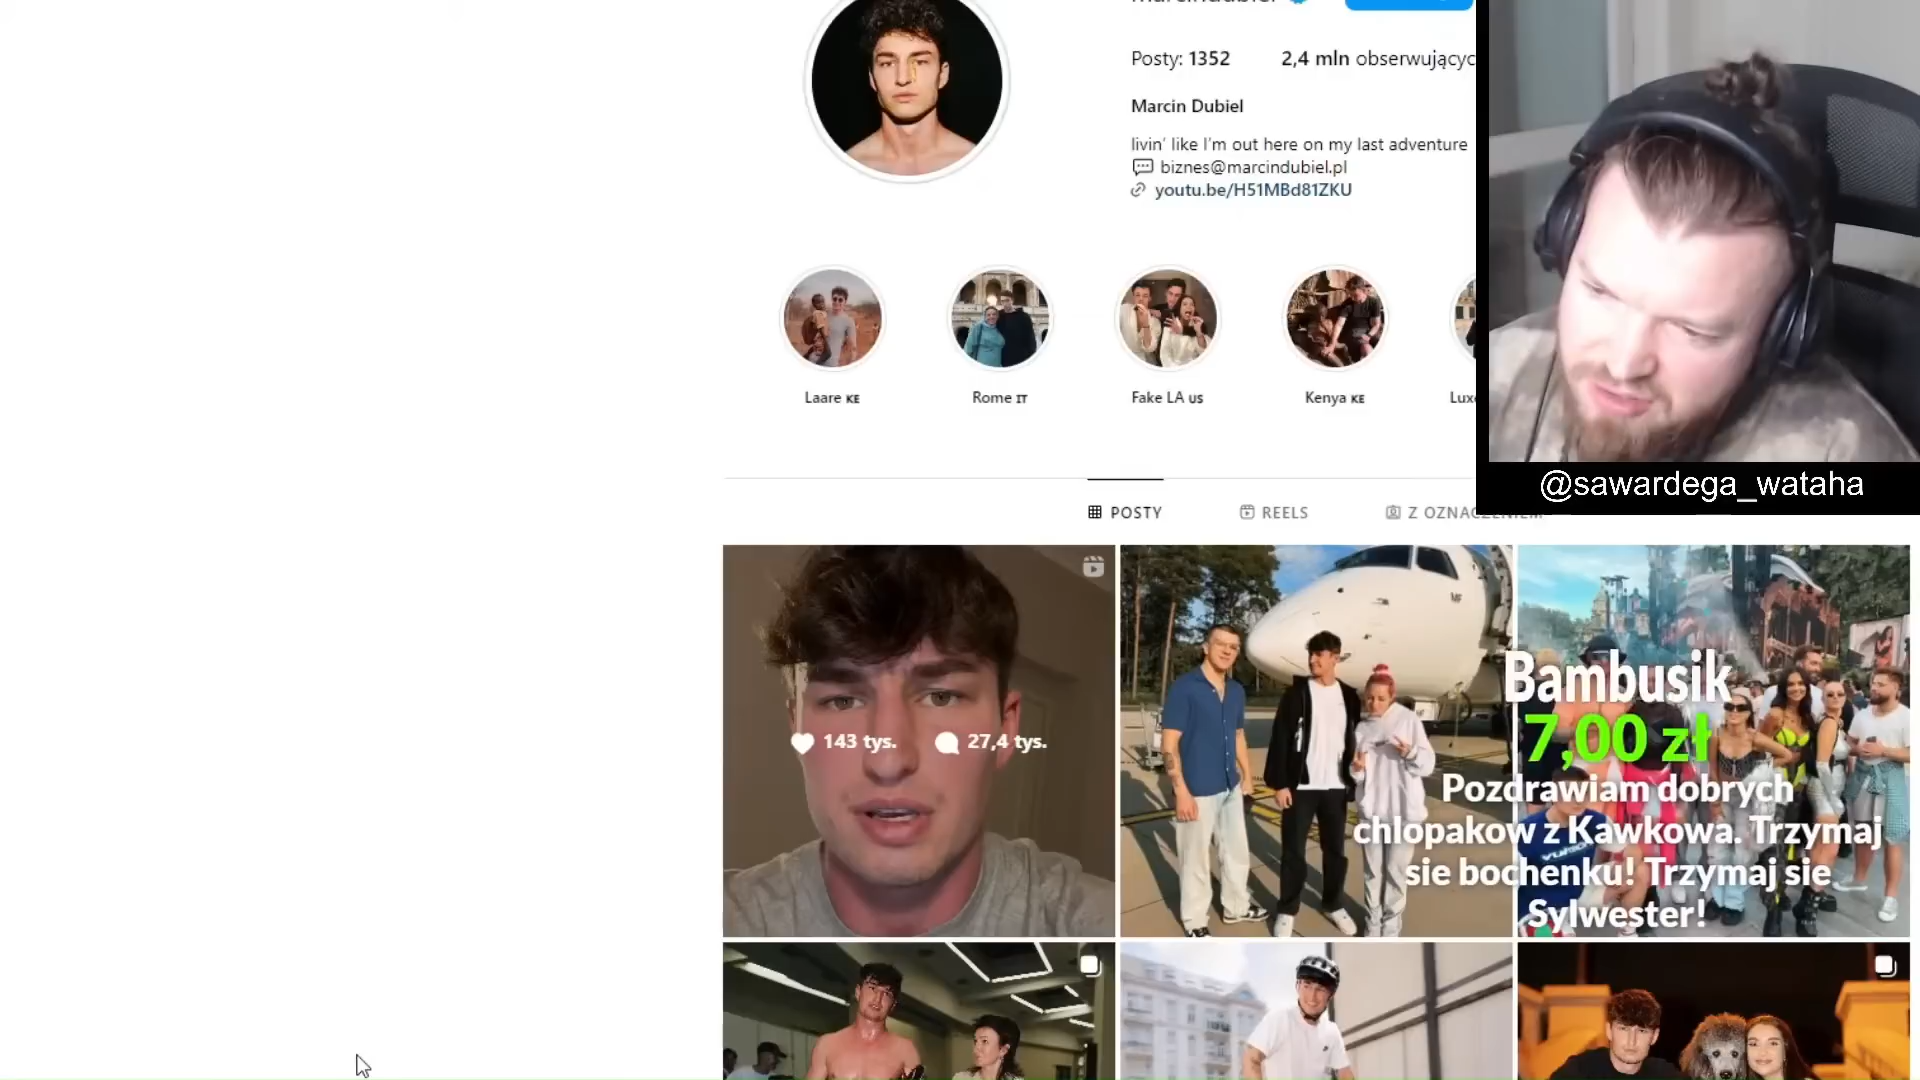 Posty: 1352 2,4 mln obserwujący
Marcin Dubiel
livin' like I'm out here on my last adventure
biznes@marcindubiel.pl
youtu.be/H51MBd81ZKU
Laare KE
Rome IT
Fake LA US
Kenya KE
@sawardega_wataha
POSTY
REELS
Z OZNACZENIEM
143 tys. 27,4 tys.
Bambusik
7,00 zł
Pozdrawiam dobrych
chlopakow z Kawkowa. Trzymaj
sie bochenku! Trzymaj sie
Sylwester!